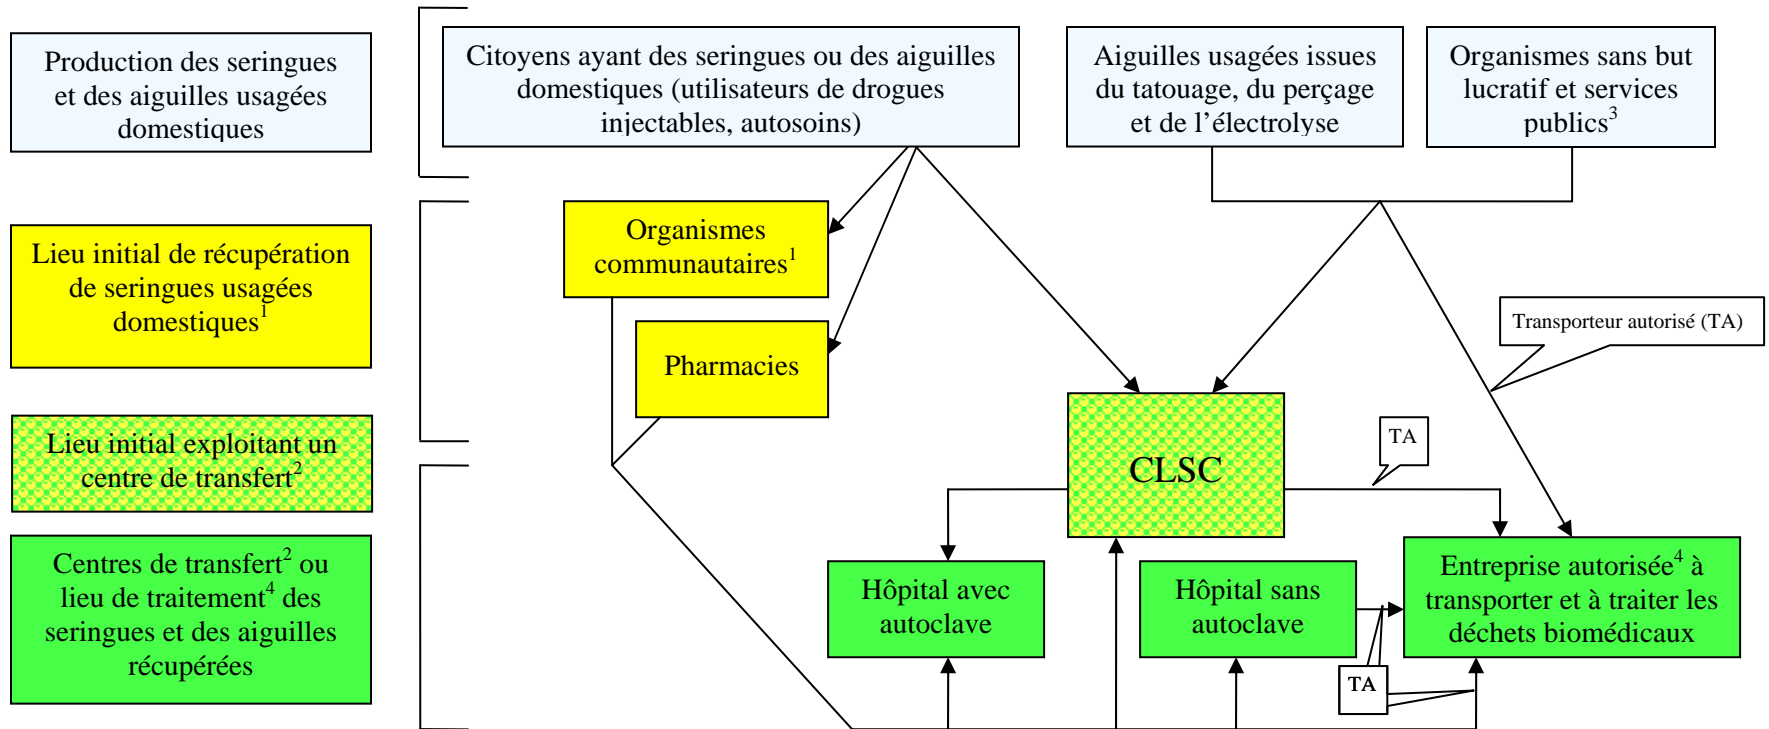 Production des seringues
et des aiguilles usagées
domestiques
Citoyens ayant des seringues ou des aiguilles
domestiques (utilisateurs de drogues
injectables, autosoins)
Aiguilles usagées issues
du tatouage, du perçage
et de l’électrolyse
Organismes sans but
lucratif et services
publics3
Lieu initial de récupération
de seringues usagées
domestiques1
Organismes
communautaires1
Pharmacies
Transporteur autorisé (TA)
Lieu initial exploitant un
centre de transfert2
CLSC
TA
Centres de transfert2 ou
lieu de traitement4 des
seringues et des aiguilles
récupérées
Hôpital avec
autoclave
Hôpital sans
autoclave
Entreprise autorisée4 à
transporter et à traiter les
déchets biomédicaux
TA